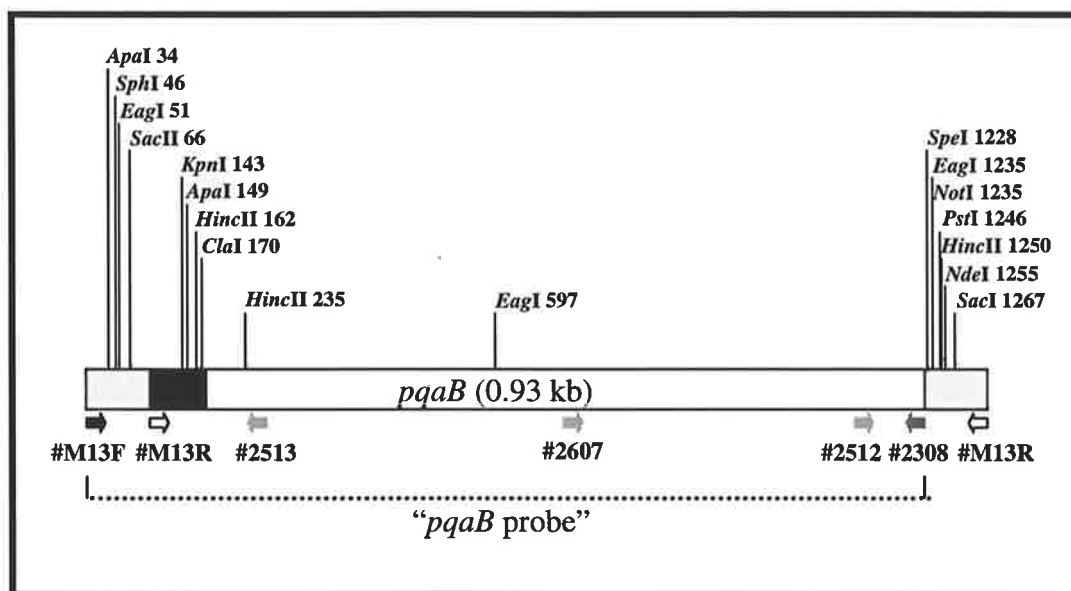 ApaI 34
SphI 46
EagI 51
SacII 66
KpnI 143
ApaI 149
HincII 162
ClaI 170
HincII 235
EagI 597
SpeI 1228
EagI 1235
NotI 1235
PstI 1246
HincII 1250
NdeI 1255
SacI 1267
pqaB (0.93 kb)
#M13F #M13R #2513 #2607 #2512 #2308 #M13R
“pqaB probe”